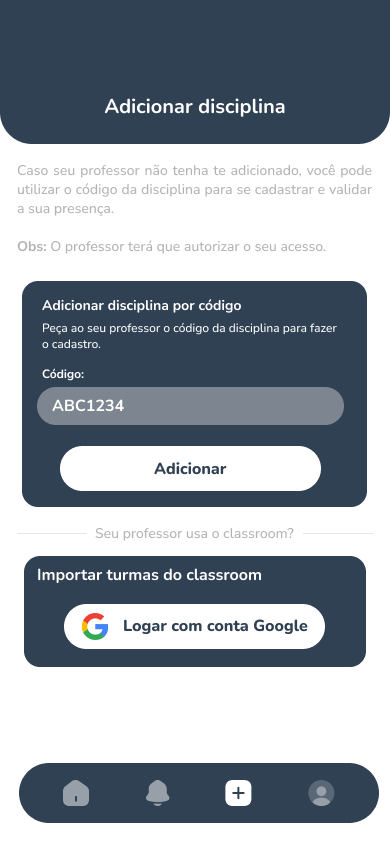 Adicionar disciplina
Caso seu professor não tenha te adicionado, você pode
utilizar o código da disciplina para se cadastrar e validar
a sua presença.
Obs: O professor terá que autorizar o seu acesso.
Adicionar disciplina por código
Peça ao seu professor o código da disciplina para fazer
o cadastro.
Código:
ABC1234
Adicionar
Seu professor usa o classroom?
Importar turmas do classroom
Logar com conta Google